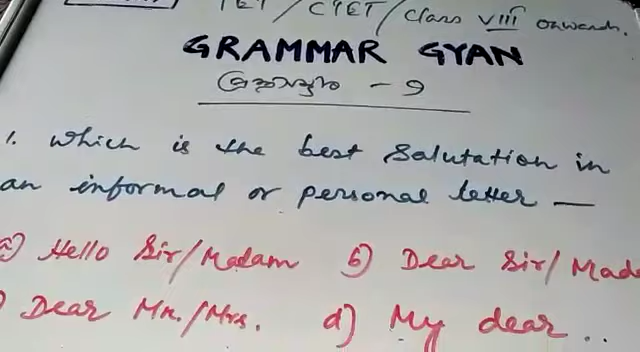 TET/CTET/Class VIII onwards.
GRAMMAR GYAN
- 9
1. Which is the best Salutation in
an informal or personal letter —
a) Hello Sir/Madam b) Dear Sir/
Dear Mr./Mrs. d) My dear ..